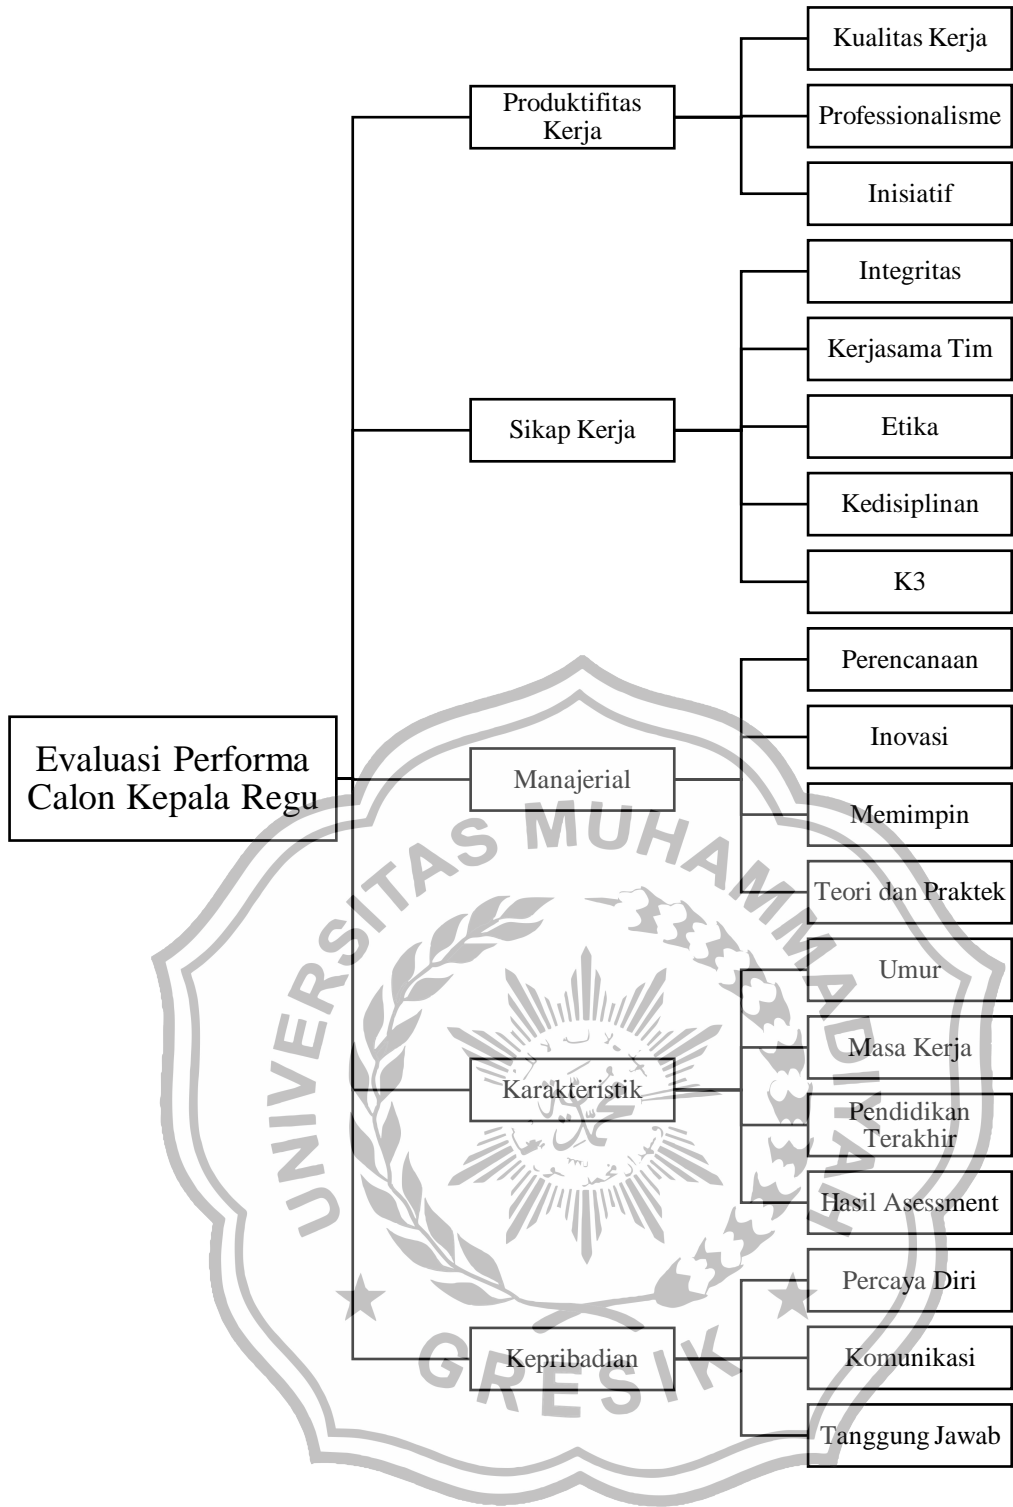 Evaluasi Performa
Calon Kepala Regu
Produktifitas
Kerja
Kualitas Kerja
Professionalisme
Inisiatif
Sikap Kerja
Integritas
Kerjasama Tim
Etika
Kedisiplinan
K3
Manajerial
Perencanaan
Inovasi
Memimpin
Teori dan Praktek
Karakteristik
Umur
Masa Kerja
Pendidikan
Terakhir
Hasil Asessment
Kepribadian
Percaya Diri
Komunikasi
Tanggung Jawab
UNIVERSITAS MUHAMMADIYAH
GRESIK